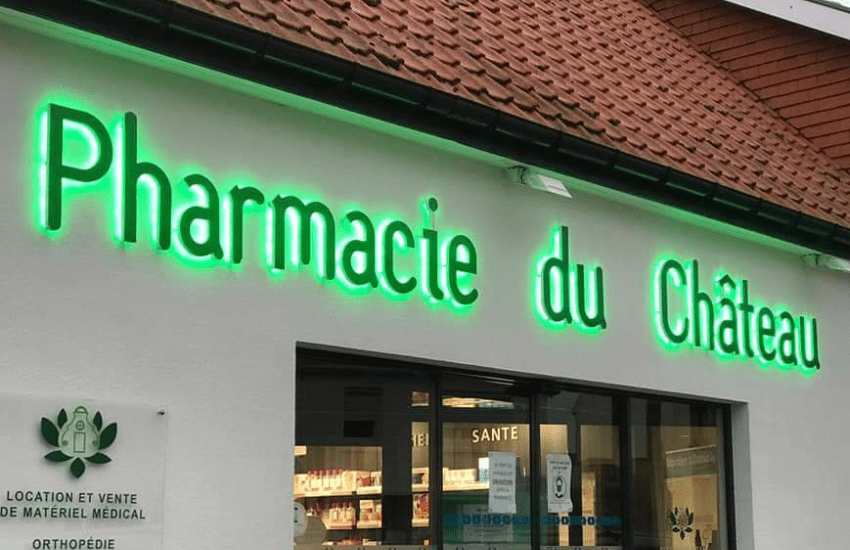 Pharmacie du Château
SANTE
LOCATION ET VENTE
DE MATÉRIEL MÉDICAL
ORTHOPÉDIE